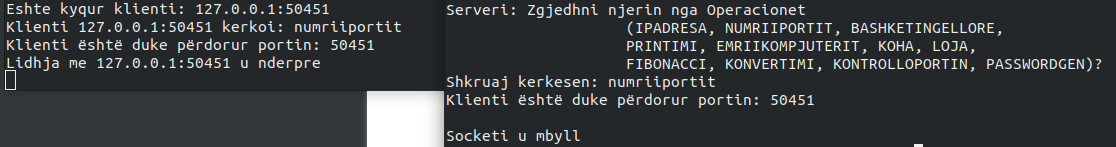 Eshte kyqur klienti: 127.0.0.1:50451
Klienti 127.0.0.1:50451 kerkoi: numriiportit
Klienti është duke përdorur portin: 50451
Lidhja me 127.0.0.1:50451 u nderpre
Serveri: Zgjedhni njerin nga Operacionet
(IPADRESA, NUMRIIPORTIT, BASHKETINGELLORE,
PRINTIMI, EMRIIKOMPJUTERIT, KOHA, LOJA,
FIBONACCI, KONVERTIMI, KONTROLLOPORTIN, PASSWORDGEN)?
Shkruaj kerkesen: numriiportit
Klienti është duke përdorur portin: 50451
Socketi u mbyll